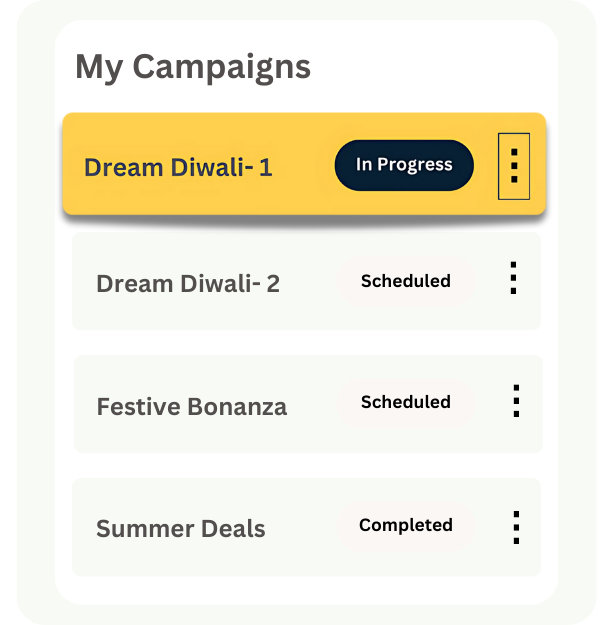 My Campaigns
Dream Diwali- 1
In Progress
Dream Diwali- 2
Scheduled
Festive Bonanza
Scheduled
Summer Deals
Completed